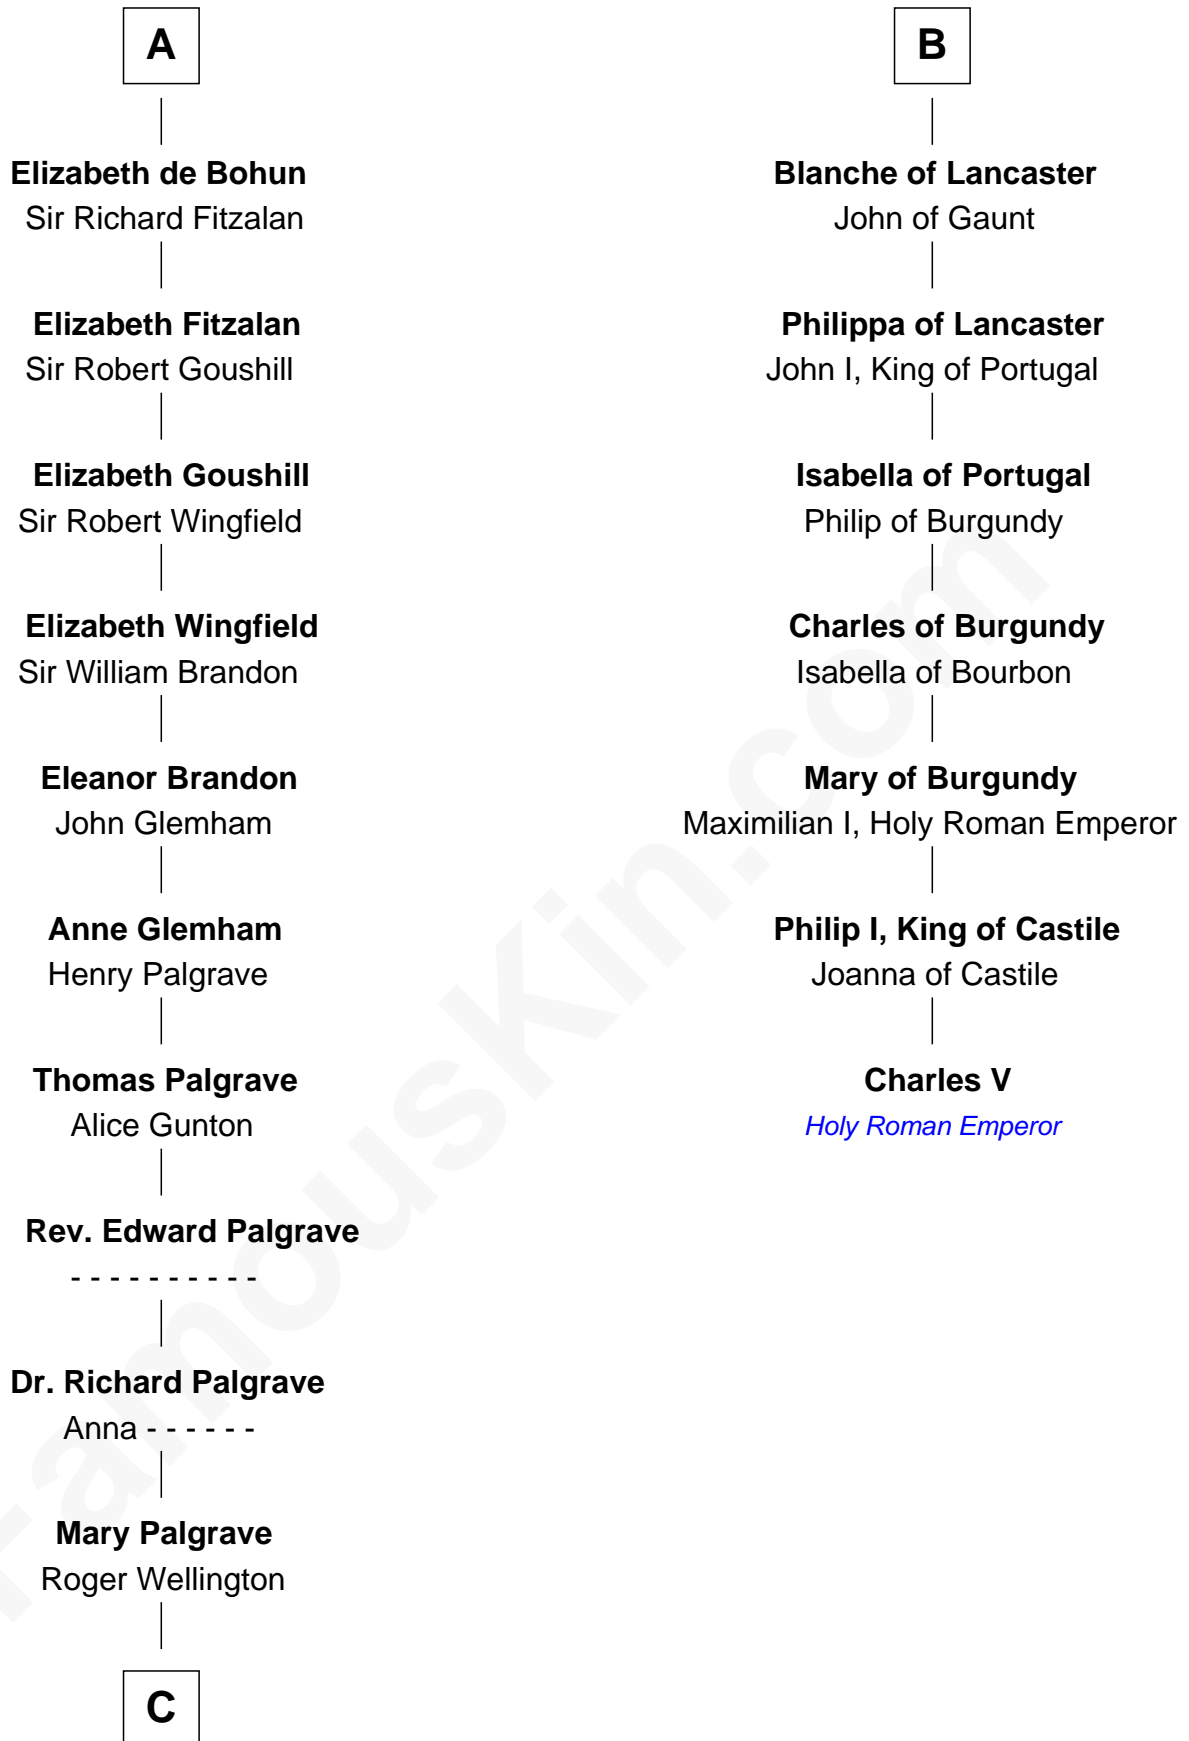 A
Elizabeth de Bohun
Sir Richard Fitzalan
Elizabeth Fitzalan
Sir Robert Goushill
Elizabeth Goushill
Sir Robert Wingfield
Elizabeth Wingfield
Sir William Brandon
Eleanor Brandon
John Glemham
Anne Glemham
Henry Palgrave
Thomas Palgrave
Alice Gunton
Rev. Edward Palgrave
- - - - - - - - - -
Dr. Richard Palgrave
Anna - - - - - -
Mary Palgrave
Roger Wellington
C
B
Blanche of Lancaster
John of Gaunt
Philippa of Lancaster
John I, King of Portugal
Isabella of Portugal
Philip of Burgundy
Charles of Burgundy
Isabella of Bourbon
Mary of Burgundy
Maximilian I, Holy Roman Emperor
Philip I, King of Castile
Joanna of Castile
Charles V
Holy Roman Emperor
FamousKin.com